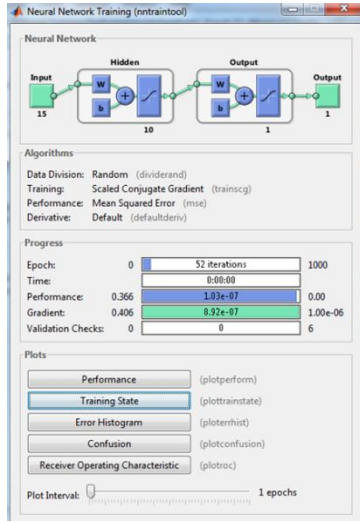 Neural Network Training (nntraintool)
Neural Network
Hidden Output
Input Output
W W
b b
15 10 1 1
Algorithms
Data Division: Random (dividerand)
Training: Scaled Conjugate Gradient (trainscg)
Performance: Mean Squared Error (mse)
Derivative: Default (defaultderiv)
Progress
Epoch: 0 52 iterations 1000
Time: 0:00:00
Performance: 0.366 1.03e-07 0.00
Gradient: 0.406 8.92e-07 1.00e-06
Validation Checks: 0 0 6
Plots
Performance (plotperform)
Training State (plottrainstate)
Error Histogram (ploterrhist)
Confusion (plotconfusion)
Receiver Operating Characteristic (plotroc)
Plot Interval: 1 epochs